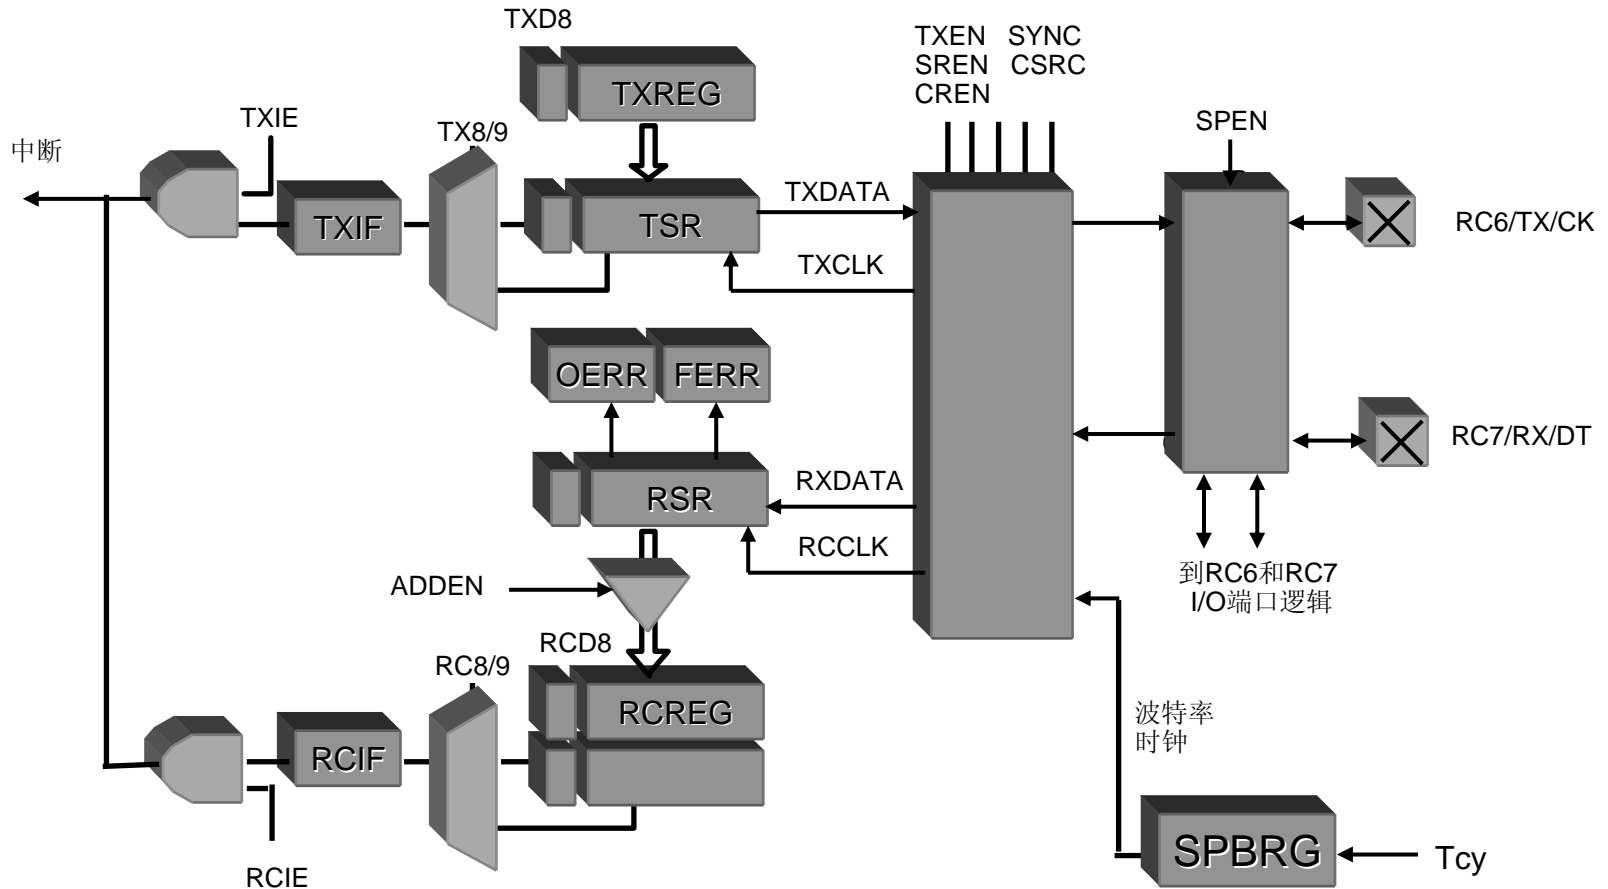 TXD8
TXEN SYNC
SREN CSRC
CREN
TXREG
TXIE
TX8/9
SPEN
中断
TXIF
TSR
TXDATA
RC6/TX/CK
TXCLK
OERR
FERR
RC7/RX/DT
RSR
RXDATA
RCCLK
ADDEN
到RC6和RC7
I/O端口逻辑
RCD8
RC8/9
RCREG
波特率
时钟
RCIF
SPBRG
Tcy
RCIE